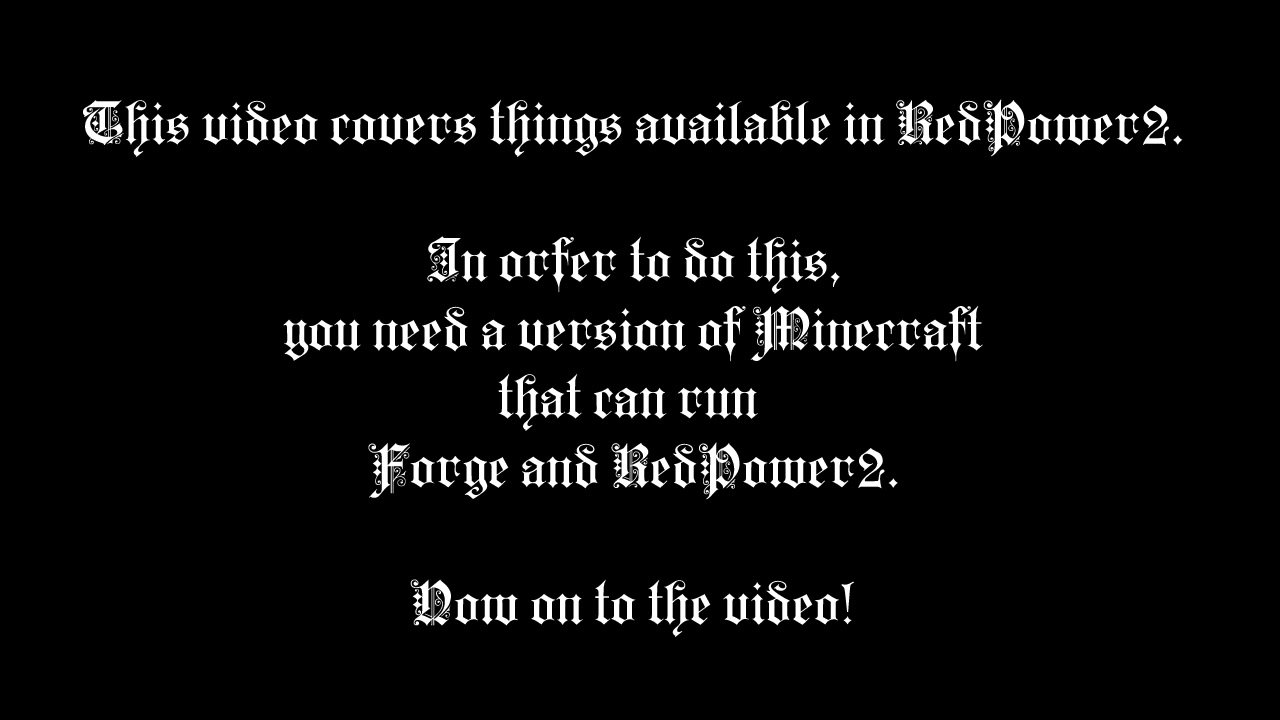 This video covers things available in RedPower2.
In orfer to do this,
you need a version of Minecraft
that can run
Forge and RedPower2.
Now on to the video!